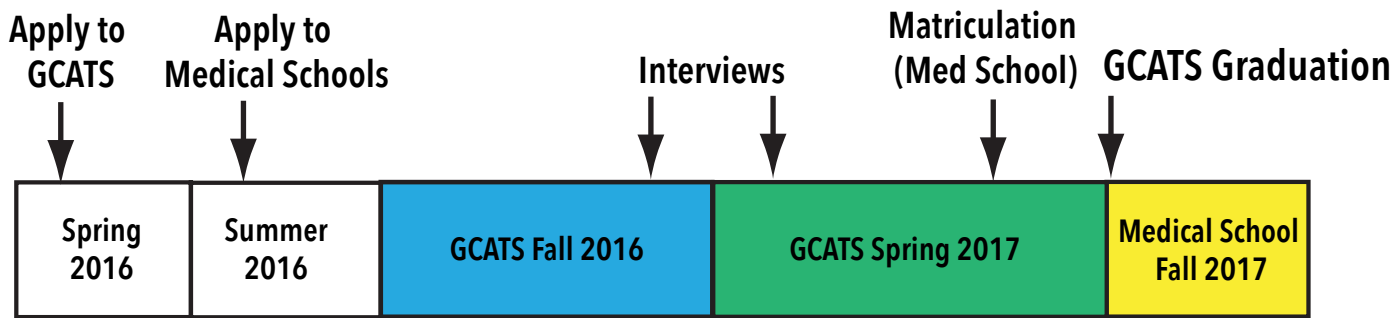 Apply to
GCATS
Apply to
Medical Schools
Interviews
Matriculation
(Med School)
GCATS Graduation
Spring
2016
Summer
2016
GCATS Fall 2016
GCATS Spring 2017
Medical School
Fall 2017